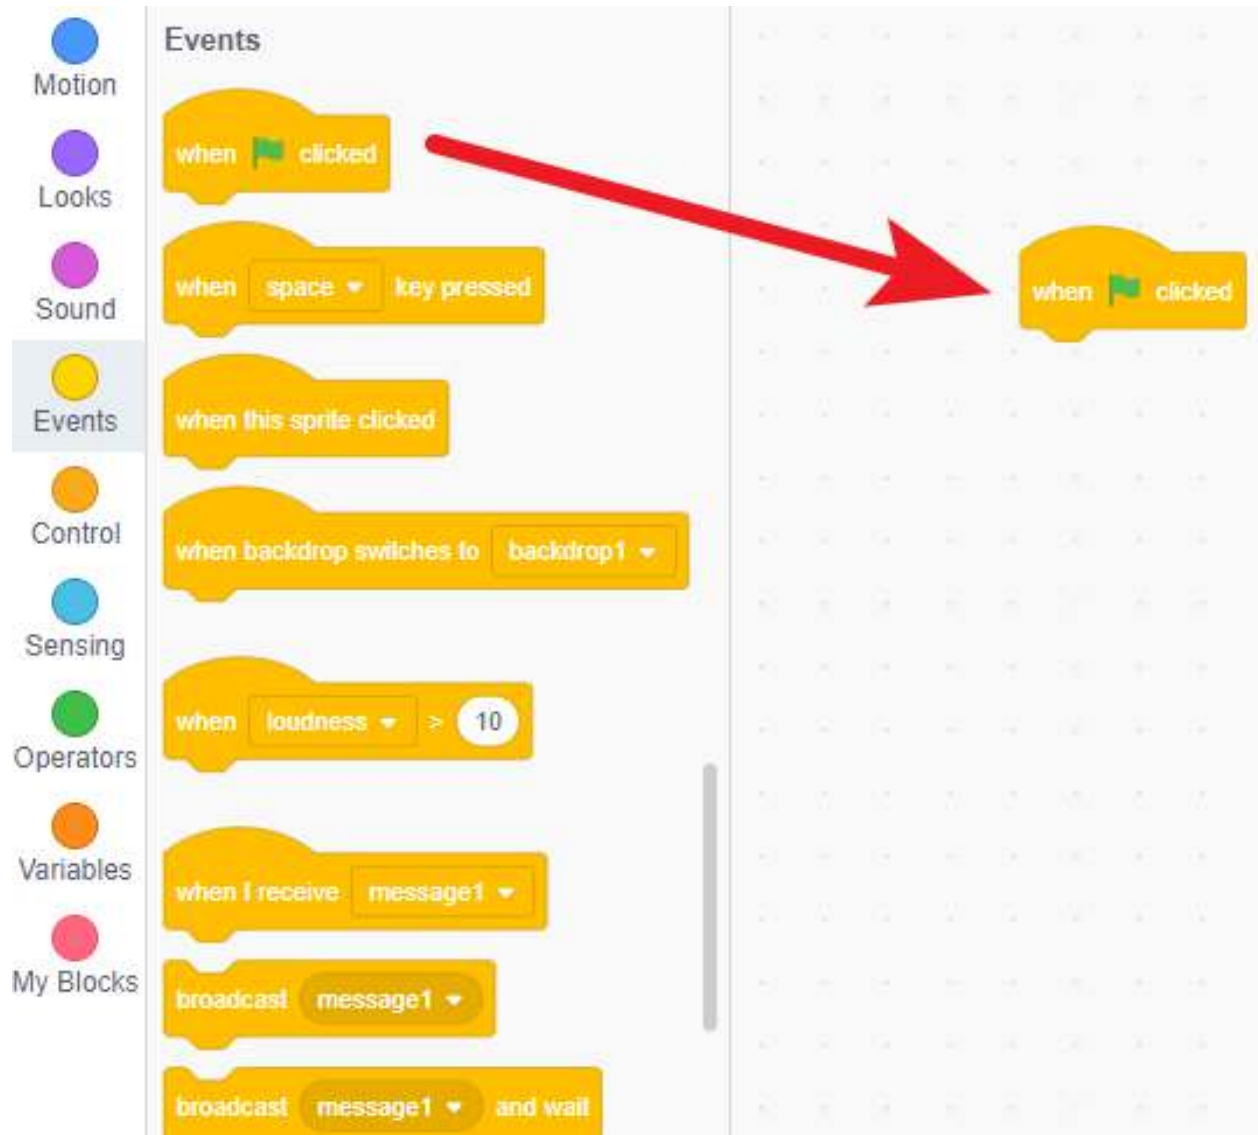 Motion
Looks
Sound
Events
Control
Sensing
Operators
Variables
My Blocks
Events
when clicked
when space key pressed
when this sprite clicked
when backdrop switches to backdrop1
when loudness > 10
when I receive message1
broadcast message1
broadcast message1 and wait
when clicked